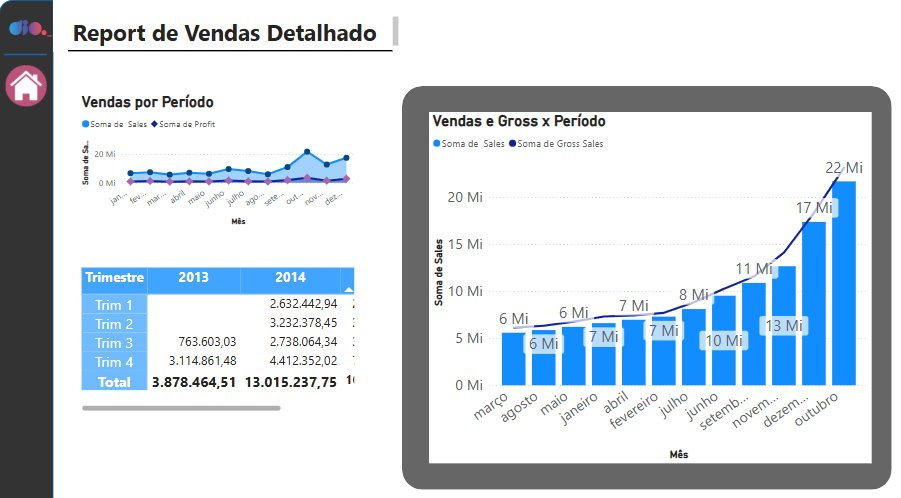 dio.
Report de Vendas Detalhado
Vendas por Período
Soma de Sales Soma de Profit
Soma de Sa...
20 Mi
0 Mi
jan... fev... mar... abril maio junho julho ago... sete... out... nov... dez...
Mês
Trimestre 2013 2014
Trim 1 2.632.442,94
Trim 2 3.232.378,45
Trim 3 763.603,03 2.738.064,34
Trim 4 3.114.861,48 4.412.352,02
Total 3.878.464,51 13.015.237,75
Vendas e Gross x Período
Soma de Sales Soma de Gross Sales
Soma de Sales
20 Mi
15 Mi
10 Mi
5 Mi
0 Mi
6 Mi 6 Mi 6 Mi 7 Mi 7 Mi 7 Mi 8 Mi 10 Mi 11 Mi 13 Mi 17 Mi 22 Mi
março agosto maio janeiro abril fevereiro julho junho setemb... novem... dezem... outubro
Mês